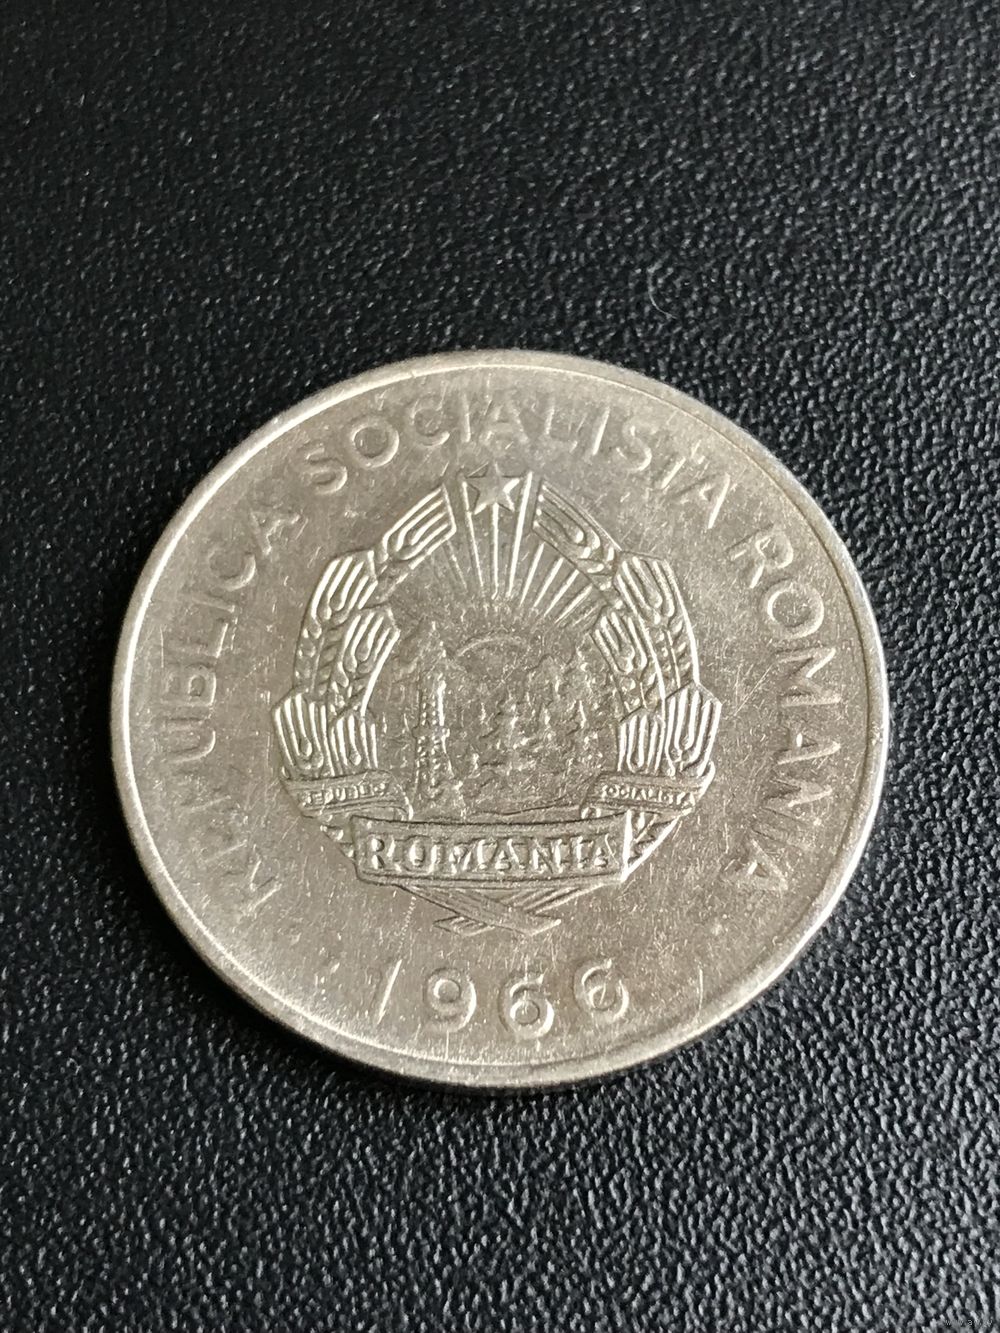 REPUBLICA SOCIALISTA ROMANIA
REPUBLICA
SOCIALISTA
ROMANIA
1966